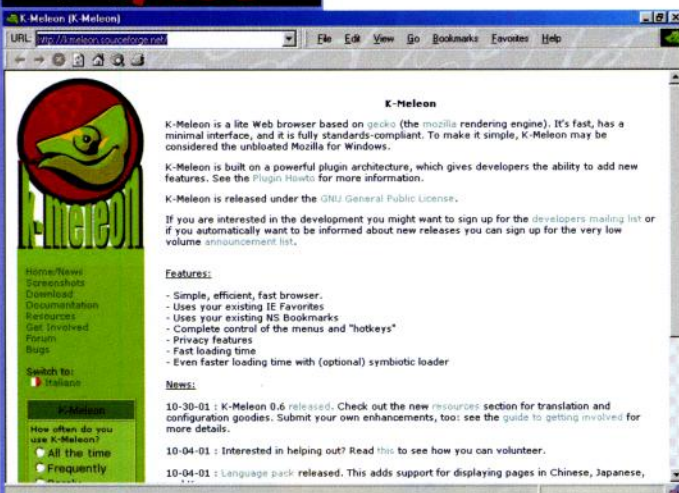 K-Meleon (K-Meleon)
URL: http://kmeleon.sourceforge.net/
File Edit View Go Bookmarks Favorites Help
k-meleon
Home/News
Screenshots
Download
Documentation
Resources
Get Involved
Forum
Bugs
Switch to:
Italiano
K-Meleon
How often do you
use K-Meleon?
All the time
Frequently
K-Meleon
K-Meleon is a lite Web browser based on gecko (the mozilla rendering engine). It's fast, has a
minimal interface, and it is fully standards-compliant. To make it simple, K-Meleon may be
considered the unbloated Mozilla for Windows.
K-Meleon is built on a powerful plugin architecture, which gives developers the ability to add new
features. See the Plugin Howto for more information.
K-Meleon is released under the GNU General Public License.
If you are interested in the development you might want to sign up for the developers mailing list or
if you automatically want to be informed about new releases you can sign up for the very low
volume announcement list.
Features:
- Simple, efficient, fast browser.
- Uses your existing IE Favorites
- Uses your existing NS Bookmarks
- Complete control of the menus and "hotkeys"
- Privacy features
- Fast loading time
- Even faster loading time with (optional) symbiotic loader
News:
10-30-01 : K-Meleon 0.6 released. Check out the new resources section for translation and
configuration goodies. Submit your own enhancements, too: see the guide to getting involved for
more details.
10-04-01 : Interested in helping out? Read this to see how you can volunteer.
10-04-01 : Language pack released. This adds support for displaying pages in Chinese, Japanese,